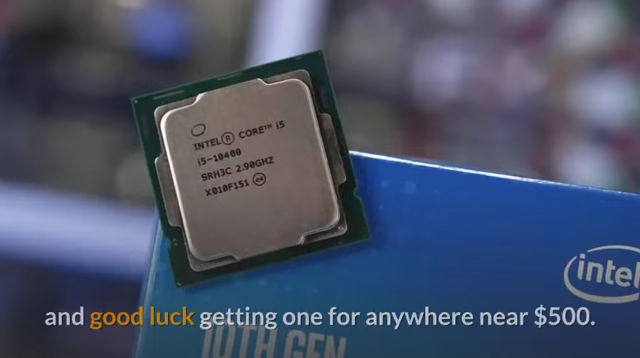 INTEL® CORE™ i5
i5-10400
SRH3C 2.90GHZ
X010F151 e4
intel
10TH GEN
and good luck getting one for anywhere near $500.